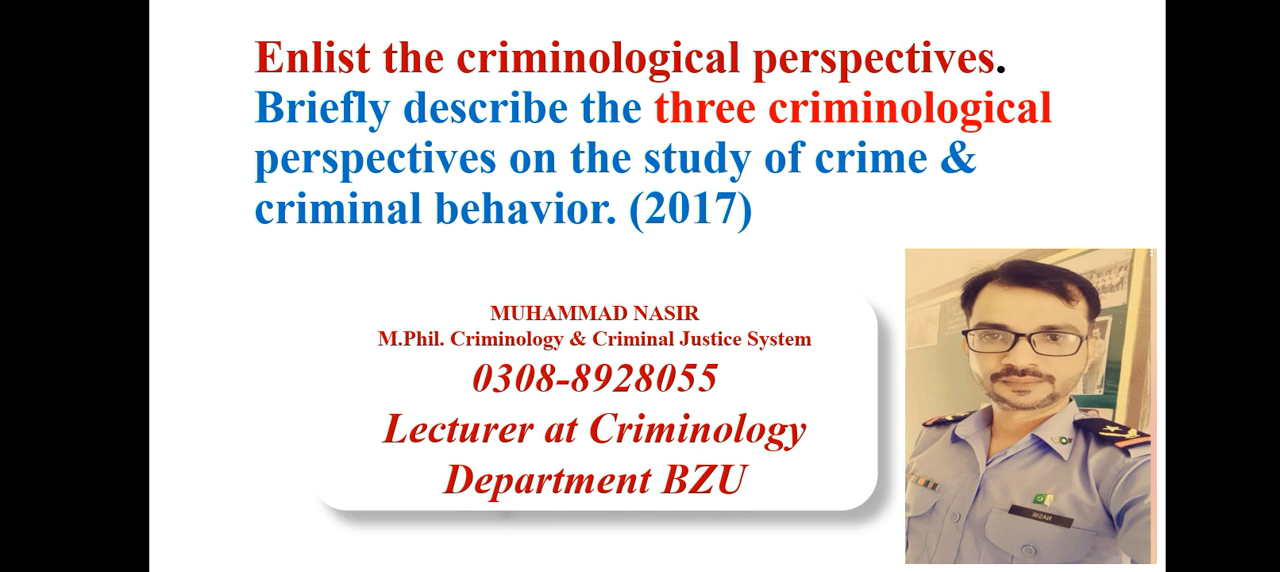 Enlist the criminological perspectives.
Briefly describe the three criminological
perspectives on the study of crime &
criminal behavior. (2017)
MUHAMMAD NASIR
M.Phil. Criminology & Criminal Justice System
0308-8928055
Lecturer at Criminology
Department BZU
NASIR